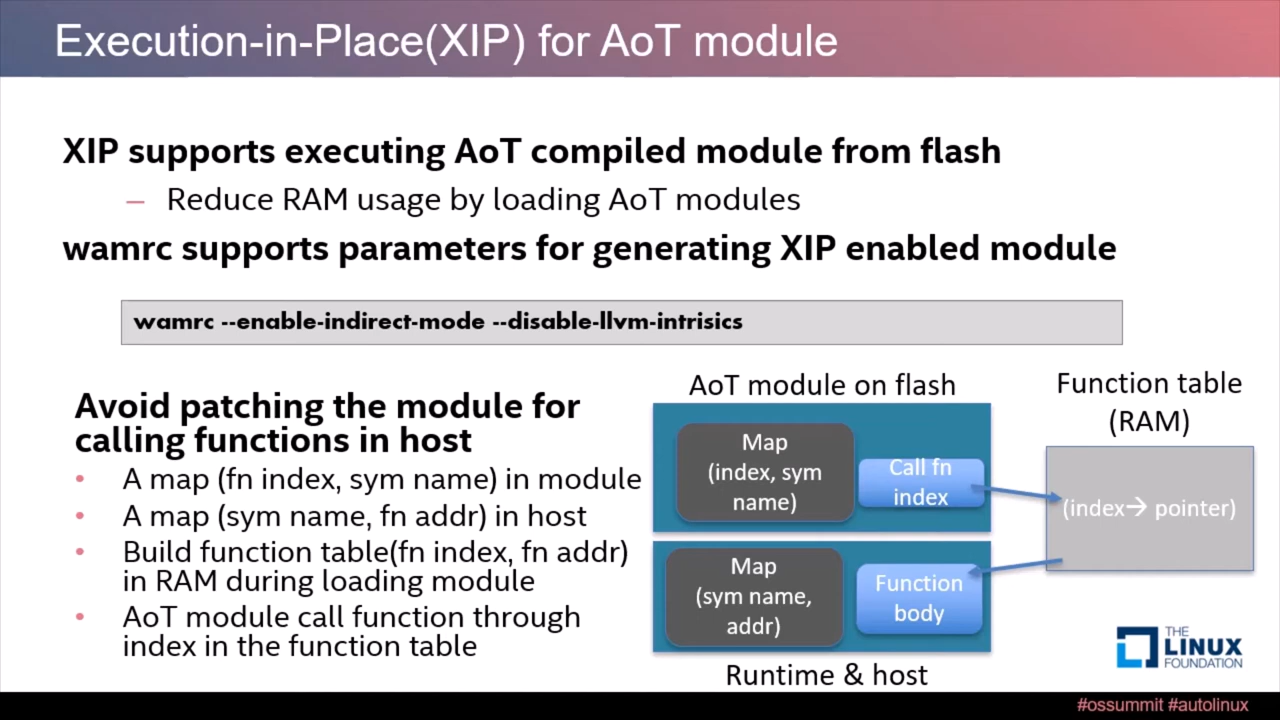 Execution-in-Place(XIP) for AoT module
XIP supports executing AoT compiled module from flash
– Reduce RAM usage by loading AoT modules
wamrc supports parameters for generating XIP enabled module
wamrc --enable-indirect-mode --disable-llvm-intrisics
Avoid patching the module for
calling functions in host
• A map (fn index, sym name) in module
• A map (sym name, fn addr) in host
• Build function table(fn index, fn addr)
in RAM during loading module
• AoT module call function through
index in the function table
AoT module on flash
Map
(index, sym
name)
Call fn
index
Function table
(RAM)
(index→ pointer)
Map
(sym name,
addr)
Function
body
Runtime & host
THE
LINUX
FOUNDATION
#ossummit #autolinux